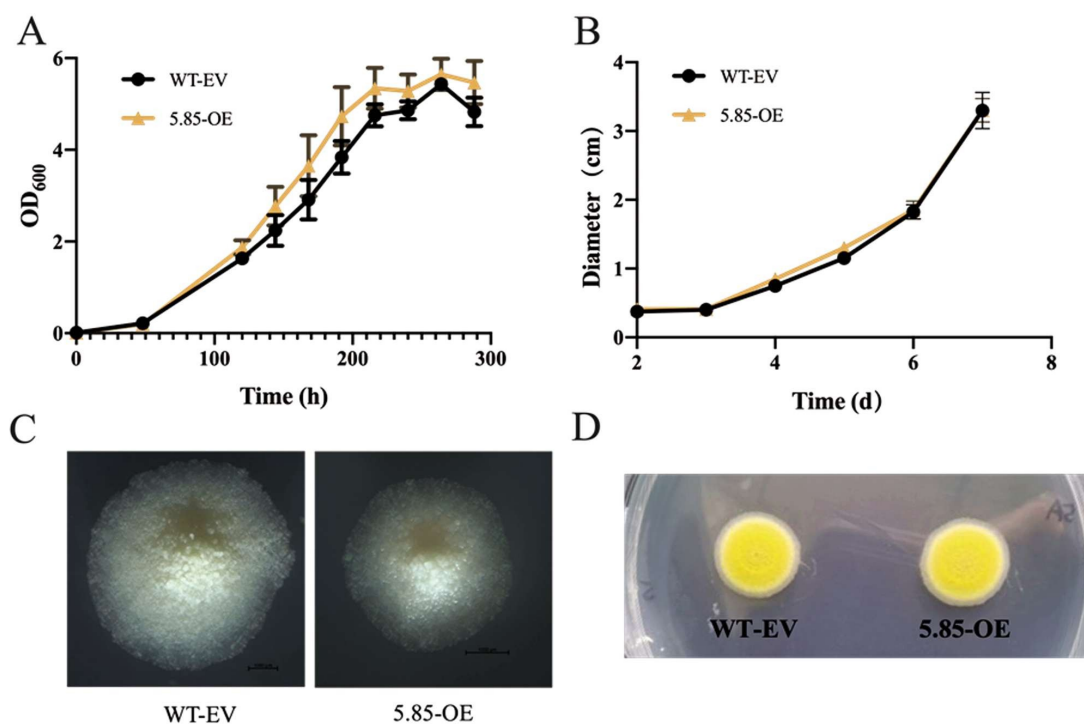 A
6
4
2
0
OD600
WT-EV
5.85-OE
0
100
200
300
Time (h)
B
4
3
2
1
0
Diameter（cm）
WT-EV
5.85-OE
2
4
6
8
Time (d）
C
WT-EV
5.85-OE
D
WT-EV
5.85-OE